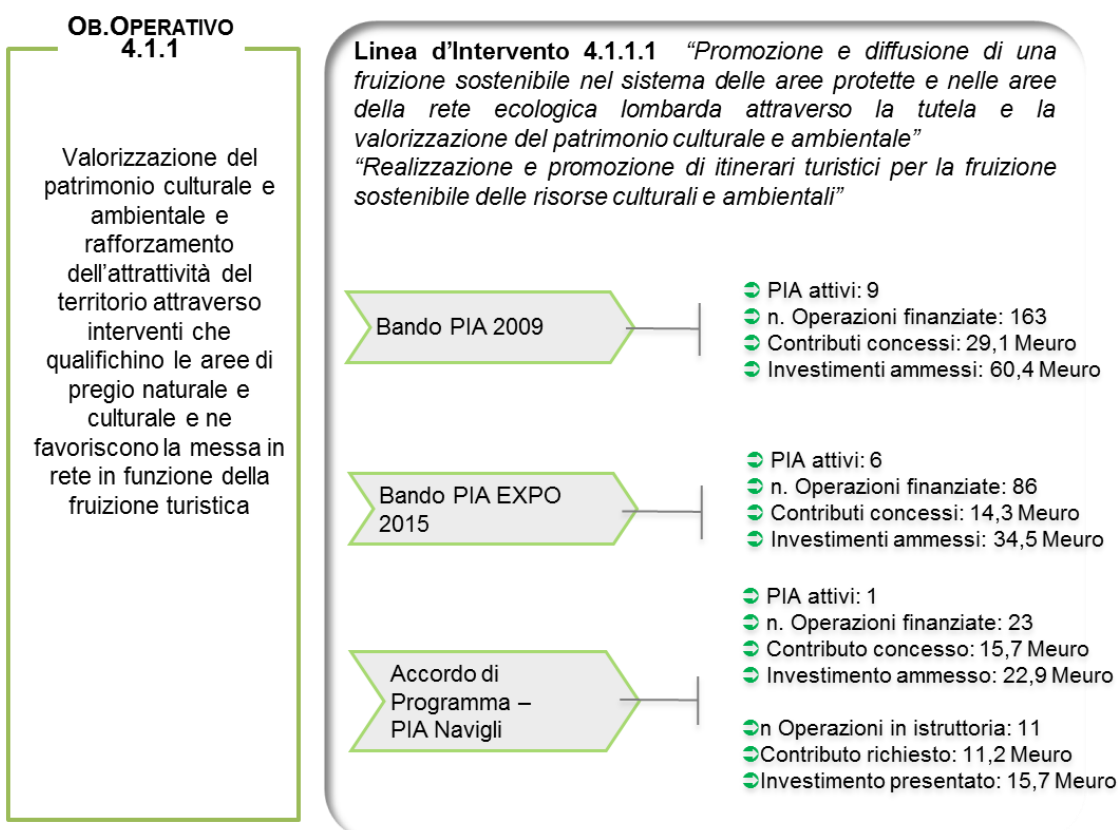 OB.OPERATIVO
4.1.1
Valorizzazione del
patrimonio culturale e
ambientale e
rafforzamento
dell'attrattività del
territorio attraverso
interventi che
qualifichino le aree di
pregio naturale e
culturale e ne
favoriscono la messa in
rete in funzione della
fruizione turistica
Linea d'Intervento 4.1.1.1 "Promozione e diffusione di una
fruizione sostenibile nel sistema delle aree protette e nelle aree
della rete ecologica lombarda attraverso la tutela e la
valorizzazione del patrimonio culturale e ambientale"
"Realizzazione e promozione di itinerari turistici per la fruizione
sostenibile delle risorse culturali e ambientali"
Bando PIA 2009
PIA attivi: 9
n. Operazioni finanziate: 163
Contributi concessi: 29,1 Meuro
Investimenti ammessi: 60,4 Meuro
Bando PIA EXPO
2015
PIA attivi: 6
n. Operazioni finanziate: 86
Contributi concessi: 14,3 Meuro
Investimenti ammessi: 34,5 Meuro
Accordo di
Programma –
PIA Navigli
PIA attivi: 1
n. Operazioni finanziate: 23
Contributo concesso: 15,7 Meuro
Investimento ammesso: 22,9 Meuro
n Operazioni in istruttoria: 11
Contributo richiesto: 11,2 Meuro
Investimento presentato: 15,7 Meuro